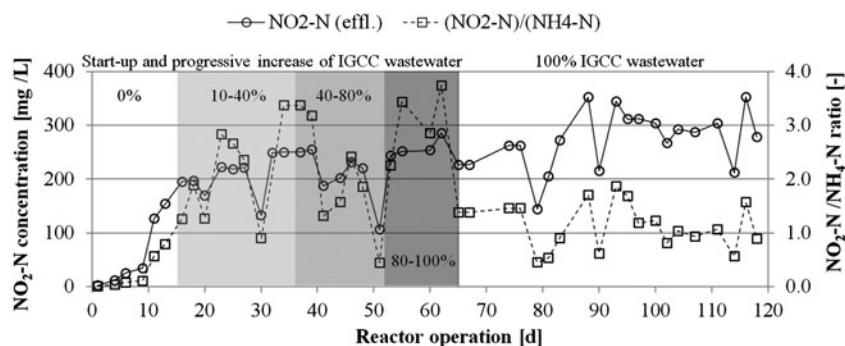 NO2-N (effl.) (NO2-N)/(NH4-N)
Start-up and progressive increase of IGCC wastewater 100% IGCC wastewater
400 4.0
0% 10-40% 40-80%
300 3.0
200 2.0
100 1.0
80-100%
0 0.0
0 10 20 30 40 50 60 70 80 90 100 110 120
Reactor operation [d]
NO₂-N concentration [mg /L]
NO₂-N /NH₄-N ratio [-]